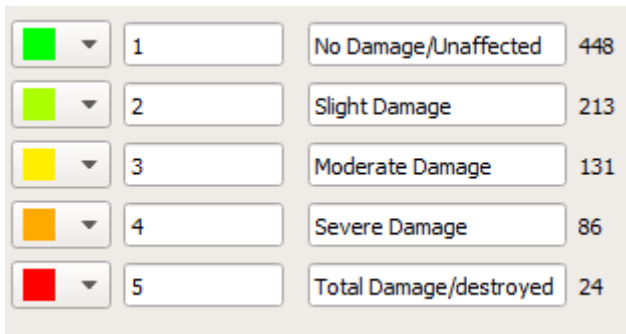 1 No Damage/Unaffected 448
2 Slight Damage 213
3 Moderate Damage 131
4 Severe Damage 86
5 Total Damage/destroyed 24